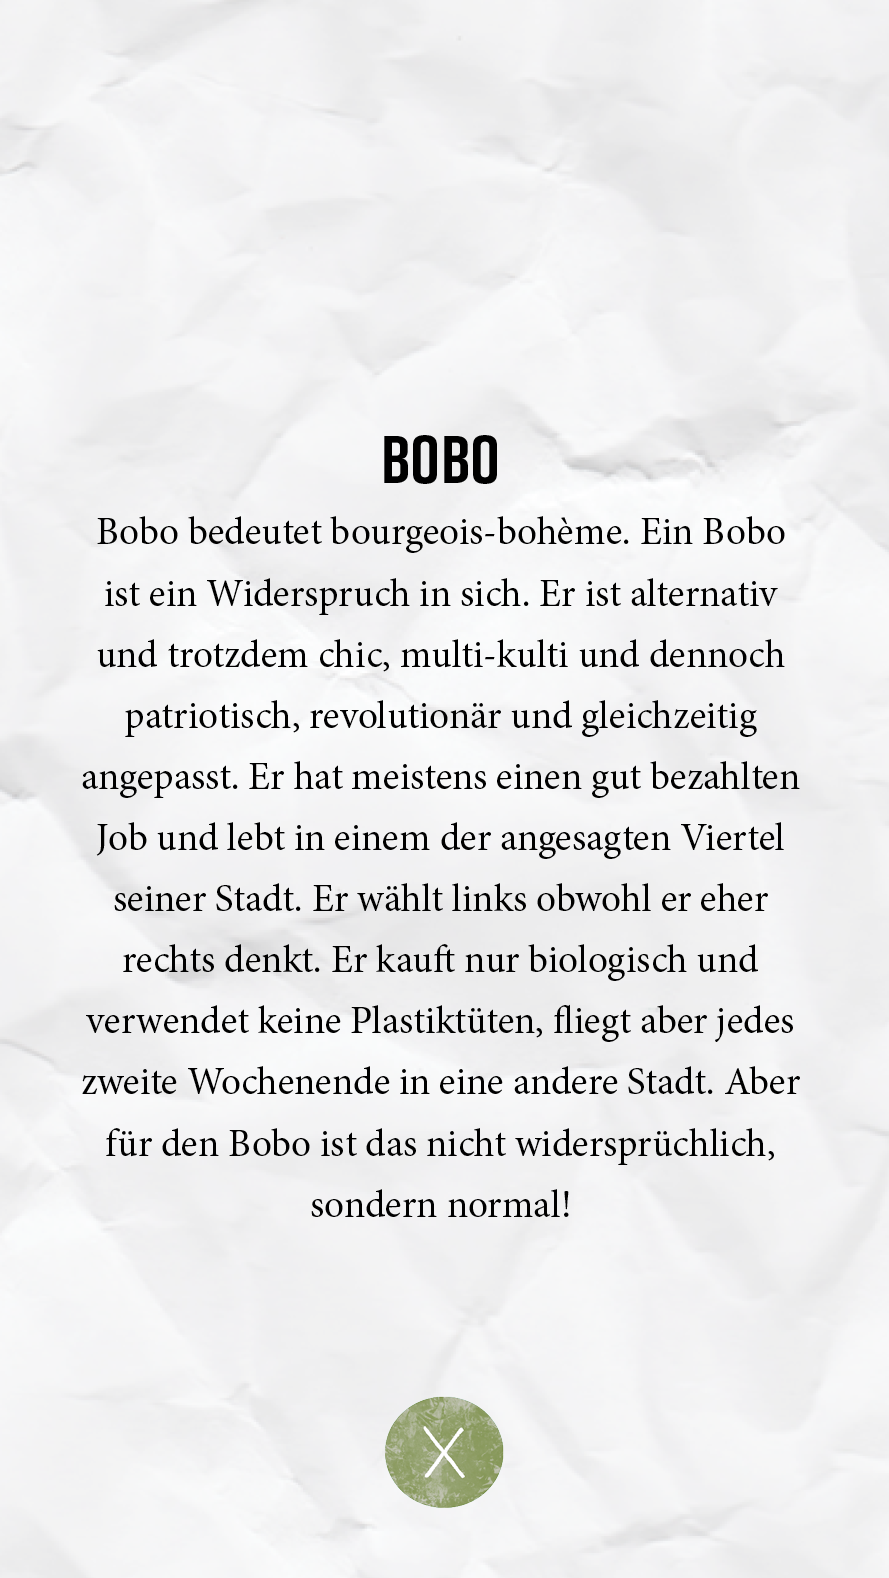 BOBO
Bobo bedeutet bourgeois-bohème. Ein Bobo
ist ein Widerspruch in sich. Er ist alternativ
und trotzdem chic, multi-kulti und dennoch
patriotisch, revolutionär und gleichzeitig
angepasst. Er hat meistens einen gut bezahlten
Job und lebt in einem der angesagten Viertel
seiner Stadt. Er wählt links obwohl er eher
rechts denkt. Er kauft nur biologisch und
verwendet keine Plastiktüten, fliegt aber jedes
zweite Wochenende in eine andere Stadt. Aber
für den Bobo ist das nicht widersprüchlich,
sondern normal!
X